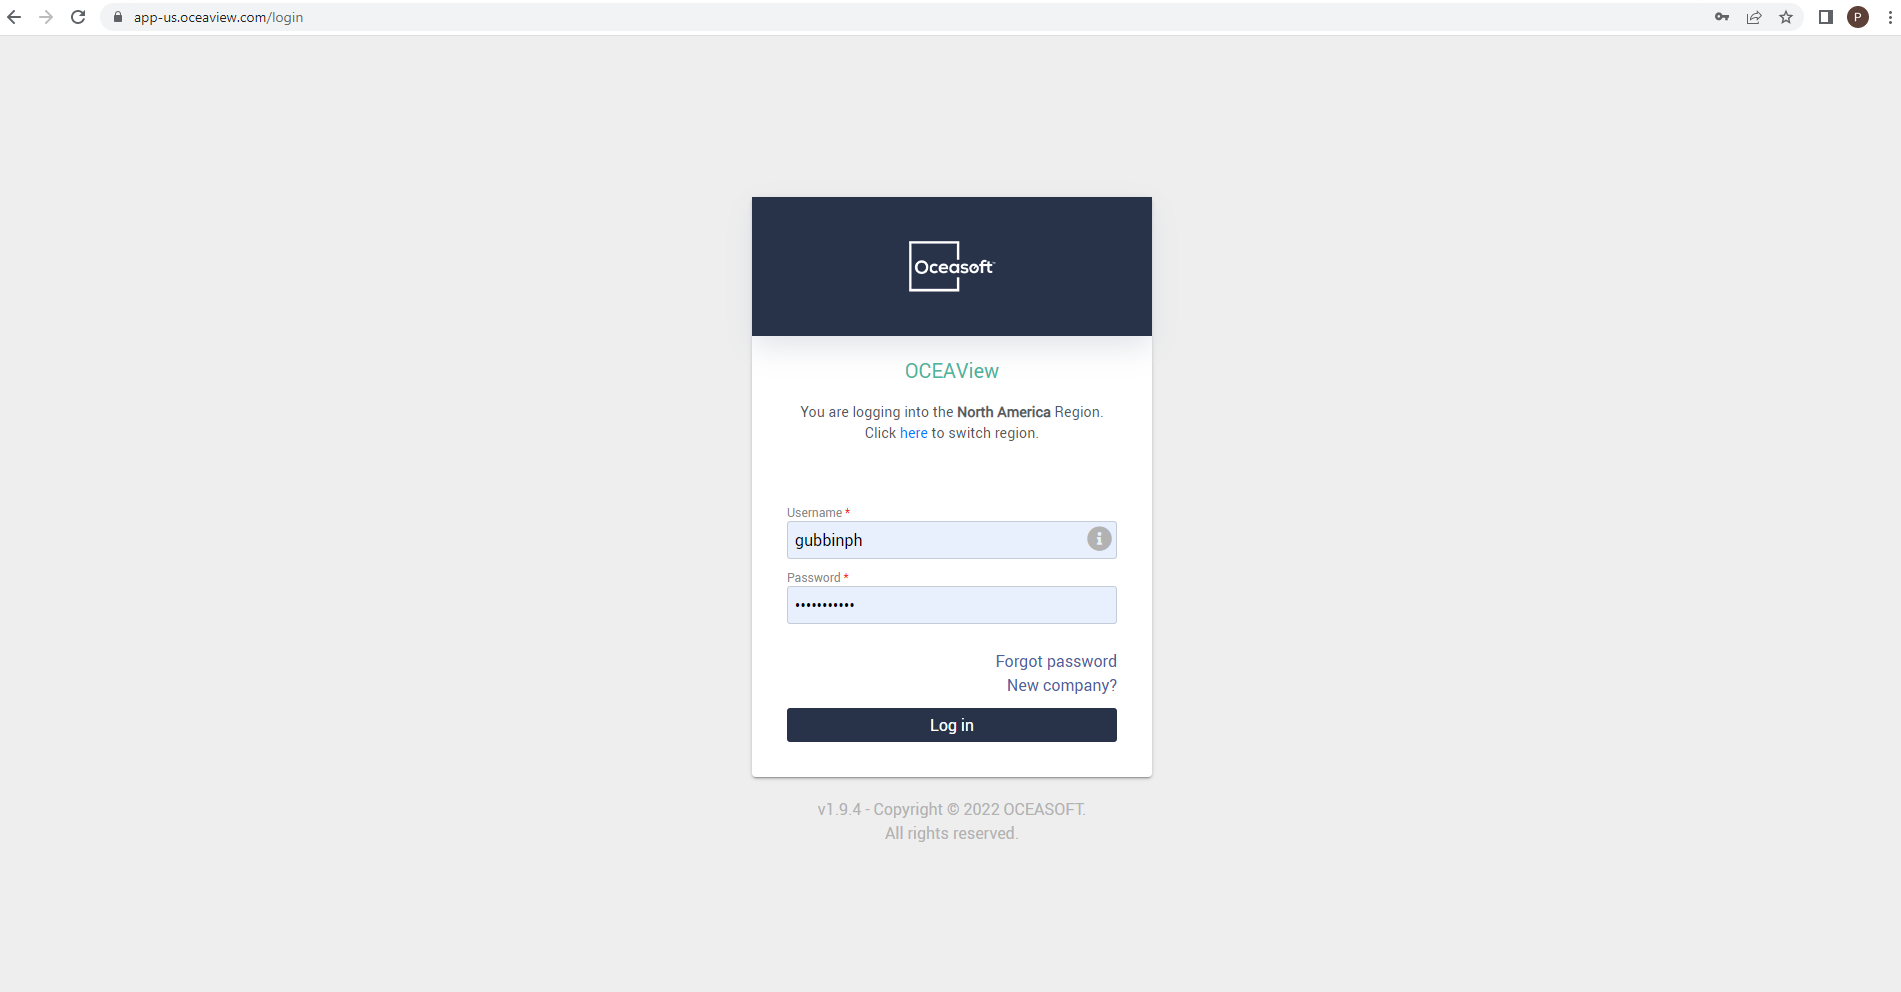 app-us.oceaview.com/login
P
Oceasoft™
OCEAView
You are logging into the North America Region.
Click here to switch region.
Username *
gubbinph
Password *
•••••••••••
Forgot password
New company?
Log in
v1.9.4 - Copyright © 2022 OCEASOFT.
All rights reserved.